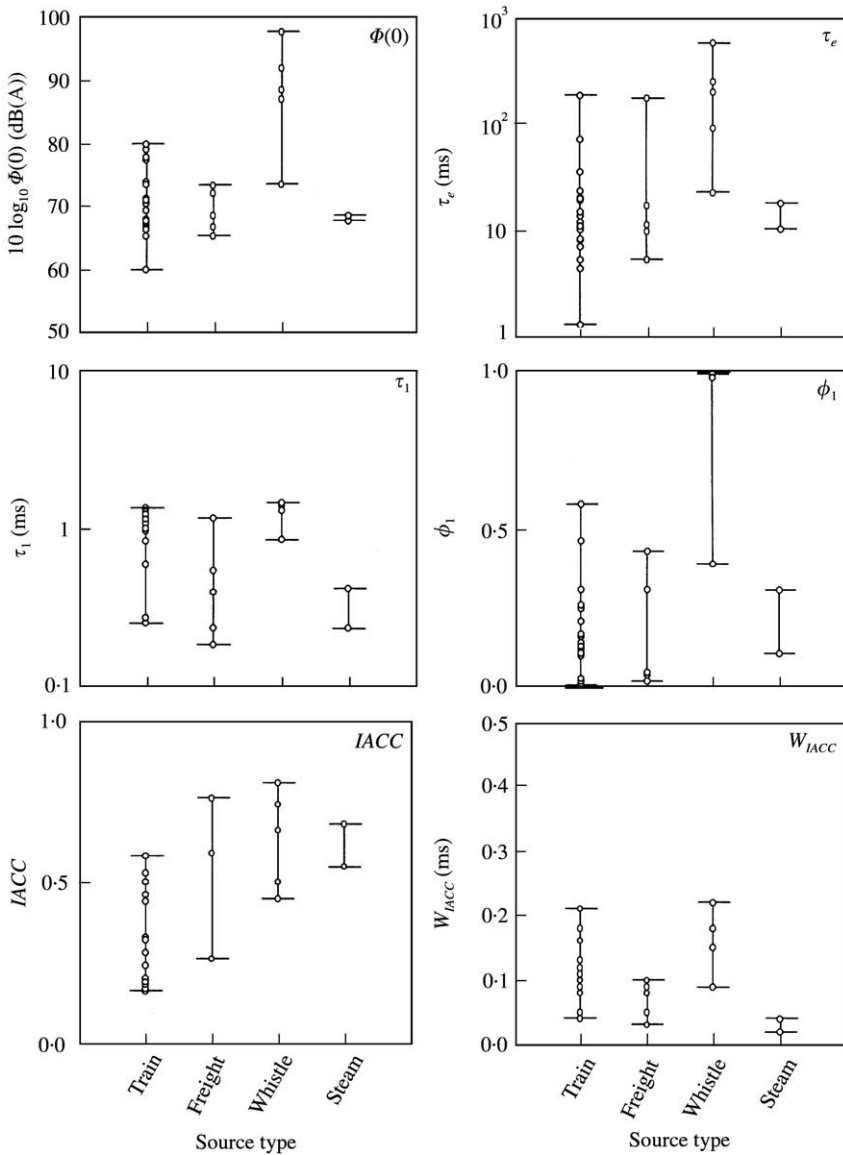 Φ(0)
10 log₁₀ Φ(0) (dB(A))
100
90
80
70
60
50
τₑ
τₑ (ms)
10³
10²
10
1
τ₁
τ₁ (ms)
10
1
0·1
ϕ₁
ϕ₁
1·0
0·5
0·0
IACC
IACC
1·0
0·5
0·0
Train
Freight
Whistle
Steam
Source type
W_IACC
W_IACC (ms)
0·5
0·4
0·3
0·2
0·1
0·0
Train
Freight
Whistle
Steam
Source type